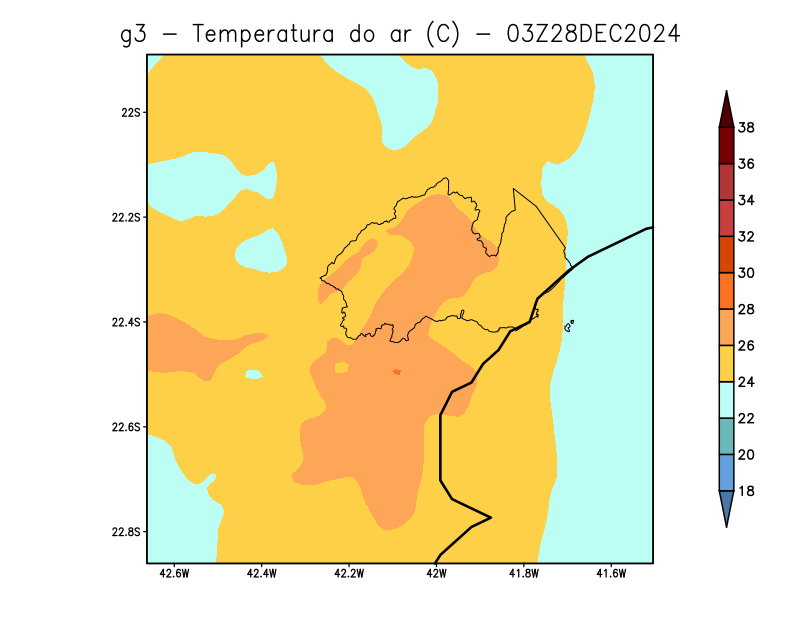 g3 - Temperatura do ar (C) - 03Z28DEC2024
22S
22.2S
22.4S
22.6S
22.8S
42.6W
42.4W
42.2W
42W
41.8W
41.6W
38
36
34
32
30
28
26
24
22
20
18